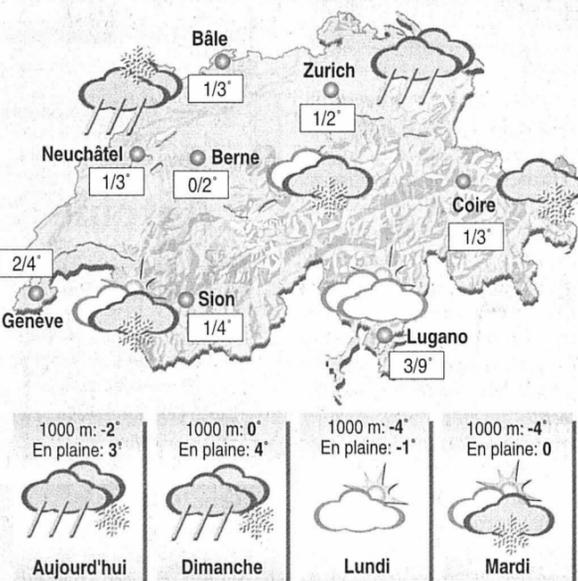 Bâle
1/3°
Zurich
1/2°
Neuchâtel
1/3°
Berne
0/2°
Coire
1/3°
2/4°
Genève
Sion
1/4°
Lugano
3/9°
1000 m: -2°
En plaine: 3°
Aujourd'hui
1000 m: 0°
En plaine: 4°
Dimanche
1000 m: -4°
En plaine: -1°
Lundi
1000 m: -4°
En plaine: 0
Mardi